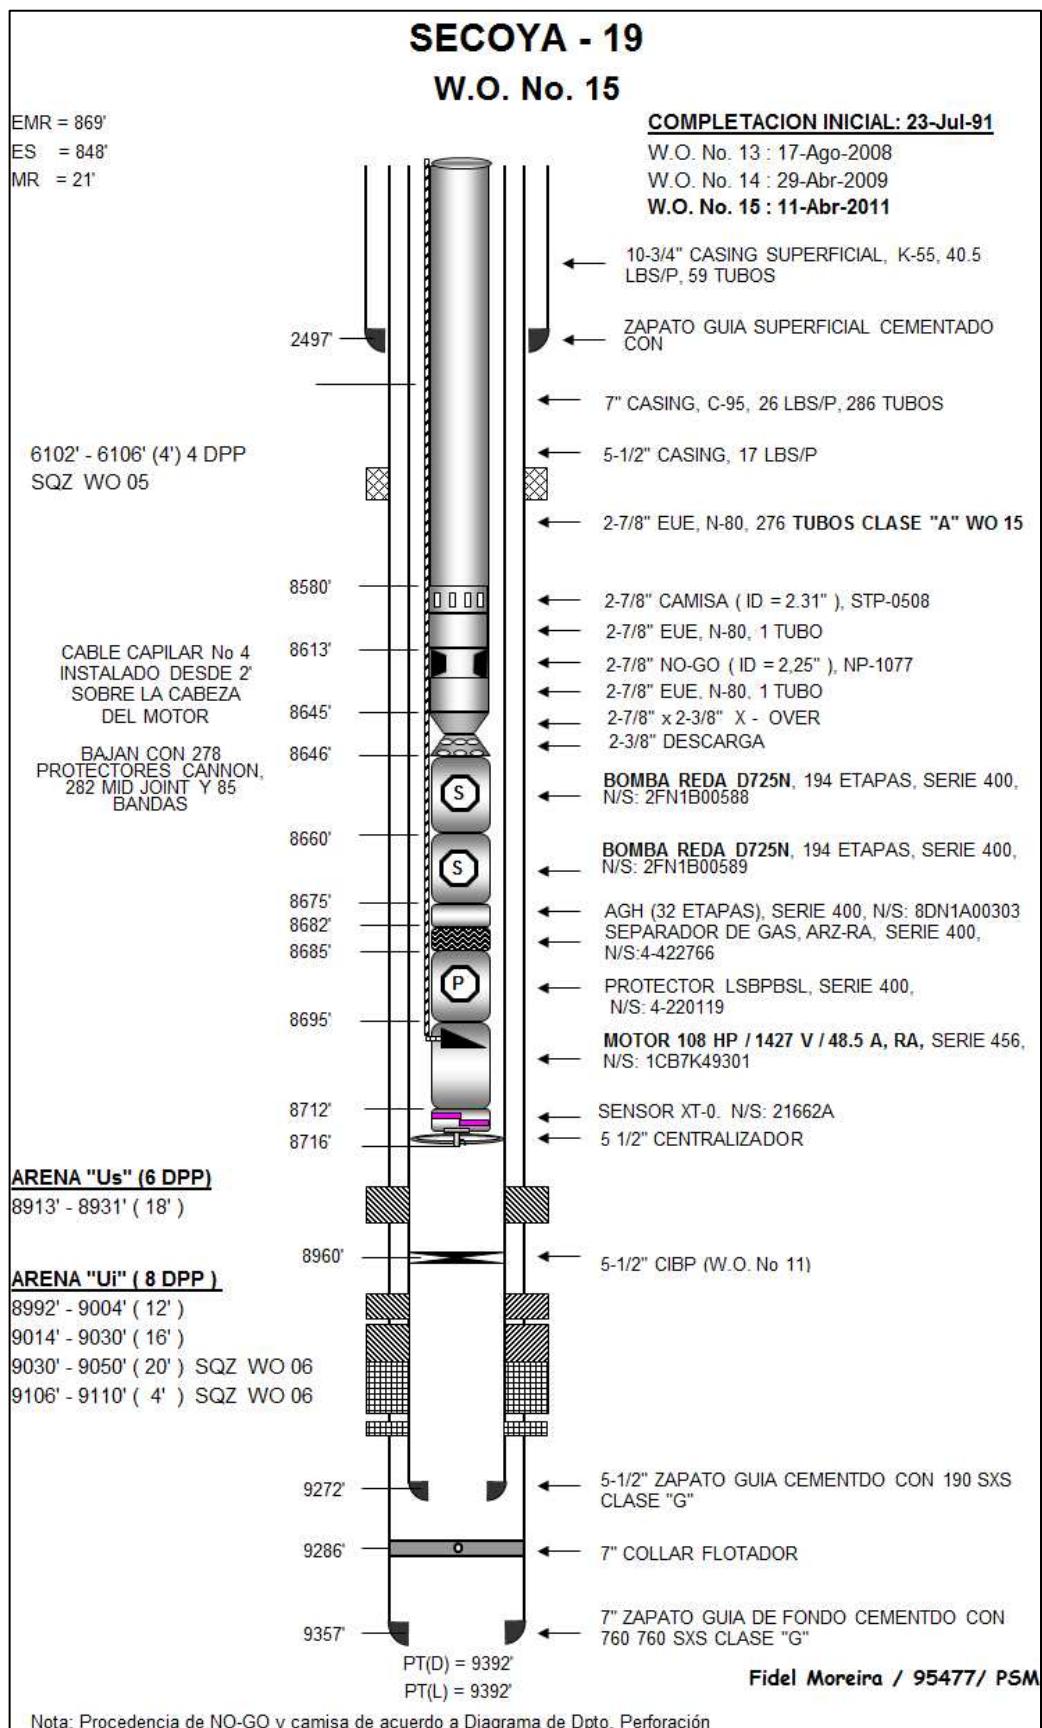 SECOYA - 19
W.O. No. 15
EMR = 869'
ES = 848'
MR = 21'
COMPLETACION INICIAL: 23-Jul-91
W.O. No. 13 : 17-Ago-2008
W.O. No. 14 : 29-Abr-2009
W.O. No. 15 : 11-Abr-2011
10-3/4" CASING SUPERFICIAL, K-55, 40.5
LBS/P, 59 TUBOS
2497'
ZAPATO GUIA SUPERFICIAL CEMENTADO
CON
7" CASING, C-95, 26 LBS/P, 286 TUBOS
6102' - 6106' (4') 4 DPP
SQZ WO 05
5-1/2" CASING, 17 LBS/P
2-7/8" EUE, N-80, 276 TUBOS CLASE "A" WO 15
8580'
2-7/8" CAMISA ( ID = 2.31" ), STP-0508
2-7/8" EUE, N-80, 1 TUBO
8613'
2-7/8" NO-GO ( ID = 2,25" ), NP-1077
2-7/8" EUE, N-80, 1 TUBO
CABLE CAPILAR No 4
INSTALADO DESDE 2'
SOBRE LA CABEZA
DEL MOTOR
8645'
2-7/8" x 2-3/8" X - OVER
2-3/8" DESCARGA
8646'
BAJAN CON 278
PROTECTORES CANNON,
282 MID JOINT Y 85
BANDAS
S
BOMBA REDA D725N, 194 ETAPAS, SERIE 400,
N/S: 2FN1B00588
8660'
S
BOMBA REDA D725N, 194 ETAPAS, SERIE 400,
N/S: 2FN1B00589
8675'
AGH (32 ETAPAS), SERIE 400, N/S: 8DN1A00303
8682'
SEPARADOR DE GAS, ARZ-RA, SERIE 400,
N/S:4-422766
8685'
P
PROTECTOR LSBPBSL, SERIE 400,
N/S: 4-220119
8695'
MOTOR 108 HP / 1427 V / 48.5 A, RA, SERIE 456,
N/S: 1CB7K49301
8712'
SENSOR XT-0. N/S: 21662A
8716'
5 1/2" CENTRALIZADOR
ARENA "Us" (6 DPP)
8913' - 8931' ( 18' )
8960'
5-1/2" CIBP (W.O. No 11)
ARENA "Ui" ( 8 DPP )
8992' - 9004' ( 12' )
9014' - 9030' ( 16' )
9030' - 9050' ( 20' ) SQZ WO 06
9106' - 9110' ( 4' ) SQZ WO 06
9272'
5-1/2" ZAPATO GUIA CEMENTDO CON 190 SXS
CLASE "G"
9286'
7" COLLAR FLOTADOR
9357'
7" ZAPATO GUIA DE FONDO CEMENTDO CON
760 760 SXS CLASE "G"
PT(D) = 9392'
PT(L) = 9392'
Fidel Moreira / 95477/ PSM
Nota: Procedencia de NO-GO y camisa de acuerdo a Diagrama de Dpto. Perforación